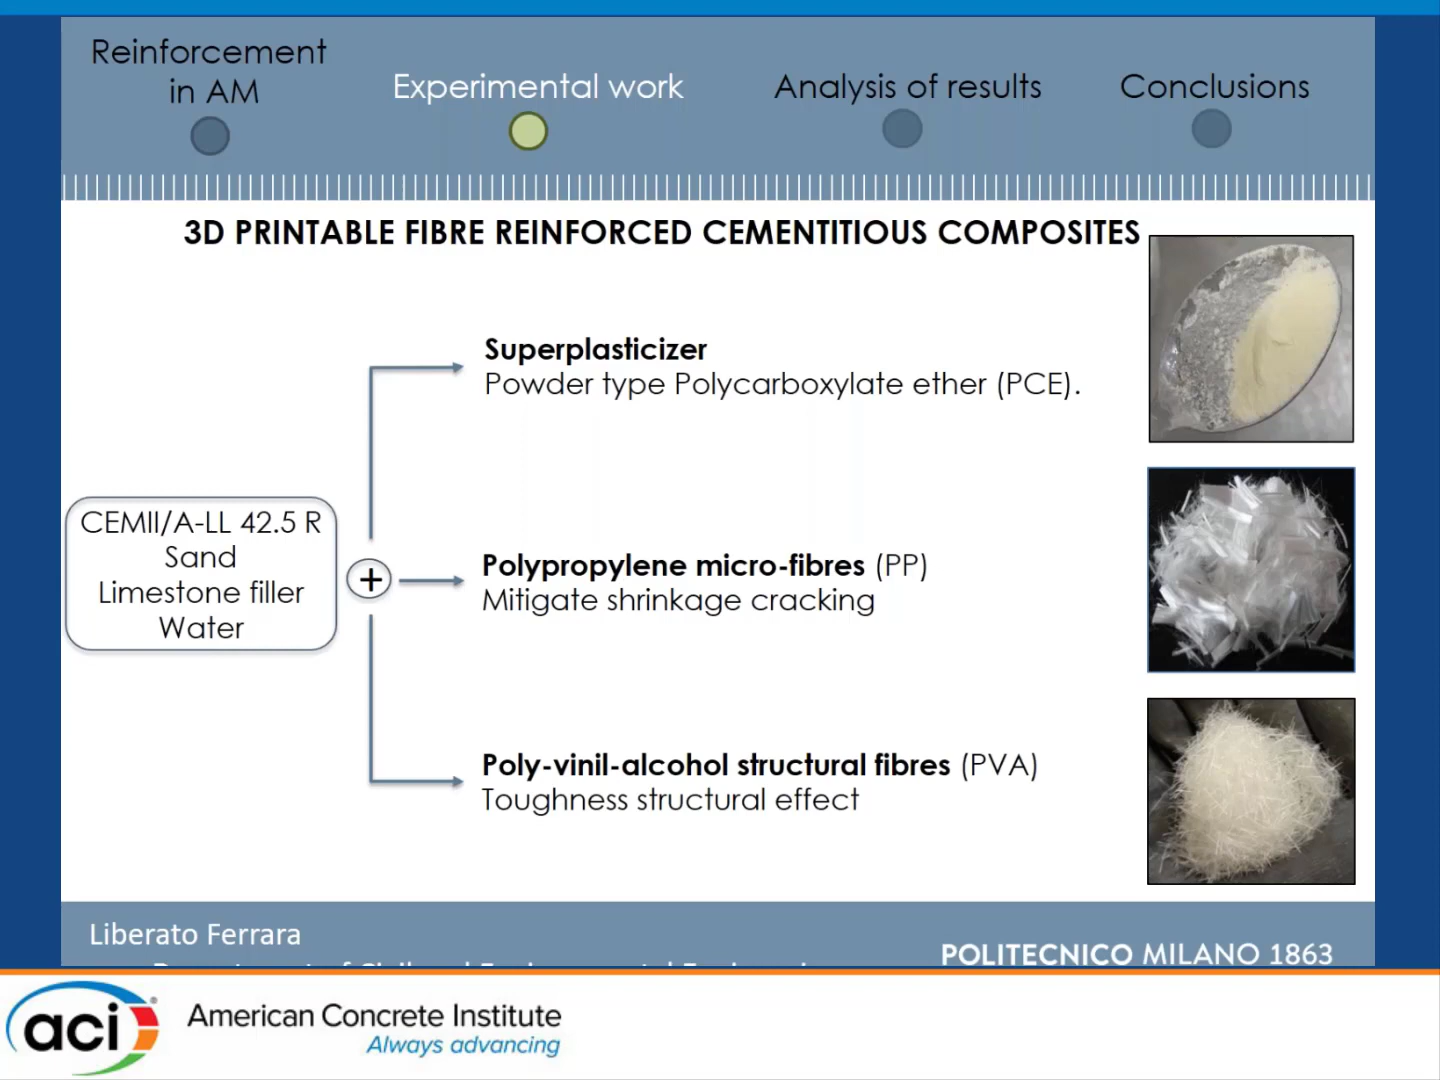 Reinforcement
in AM
Experimental work
Analysis of results
Conclusions
3D PRINTABLE FIBRE REINFORCED CEMENTITIOUS COMPOSITES
Superplasticizer
Powder type Polycarboxylate ether (PCE).
CEMII/A-LL 42.5 R
Sand
Limestone filler
Water
+
Polypropylene micro-fibres (PP)
Mitigate shrinkage cracking
Poly-vinil-alcohol structural fibres (PVA)
Toughness structural effect
Liberato Ferrara
POLITECNICO MILANO 1863
aci
American Concrete Institute
Always advancing